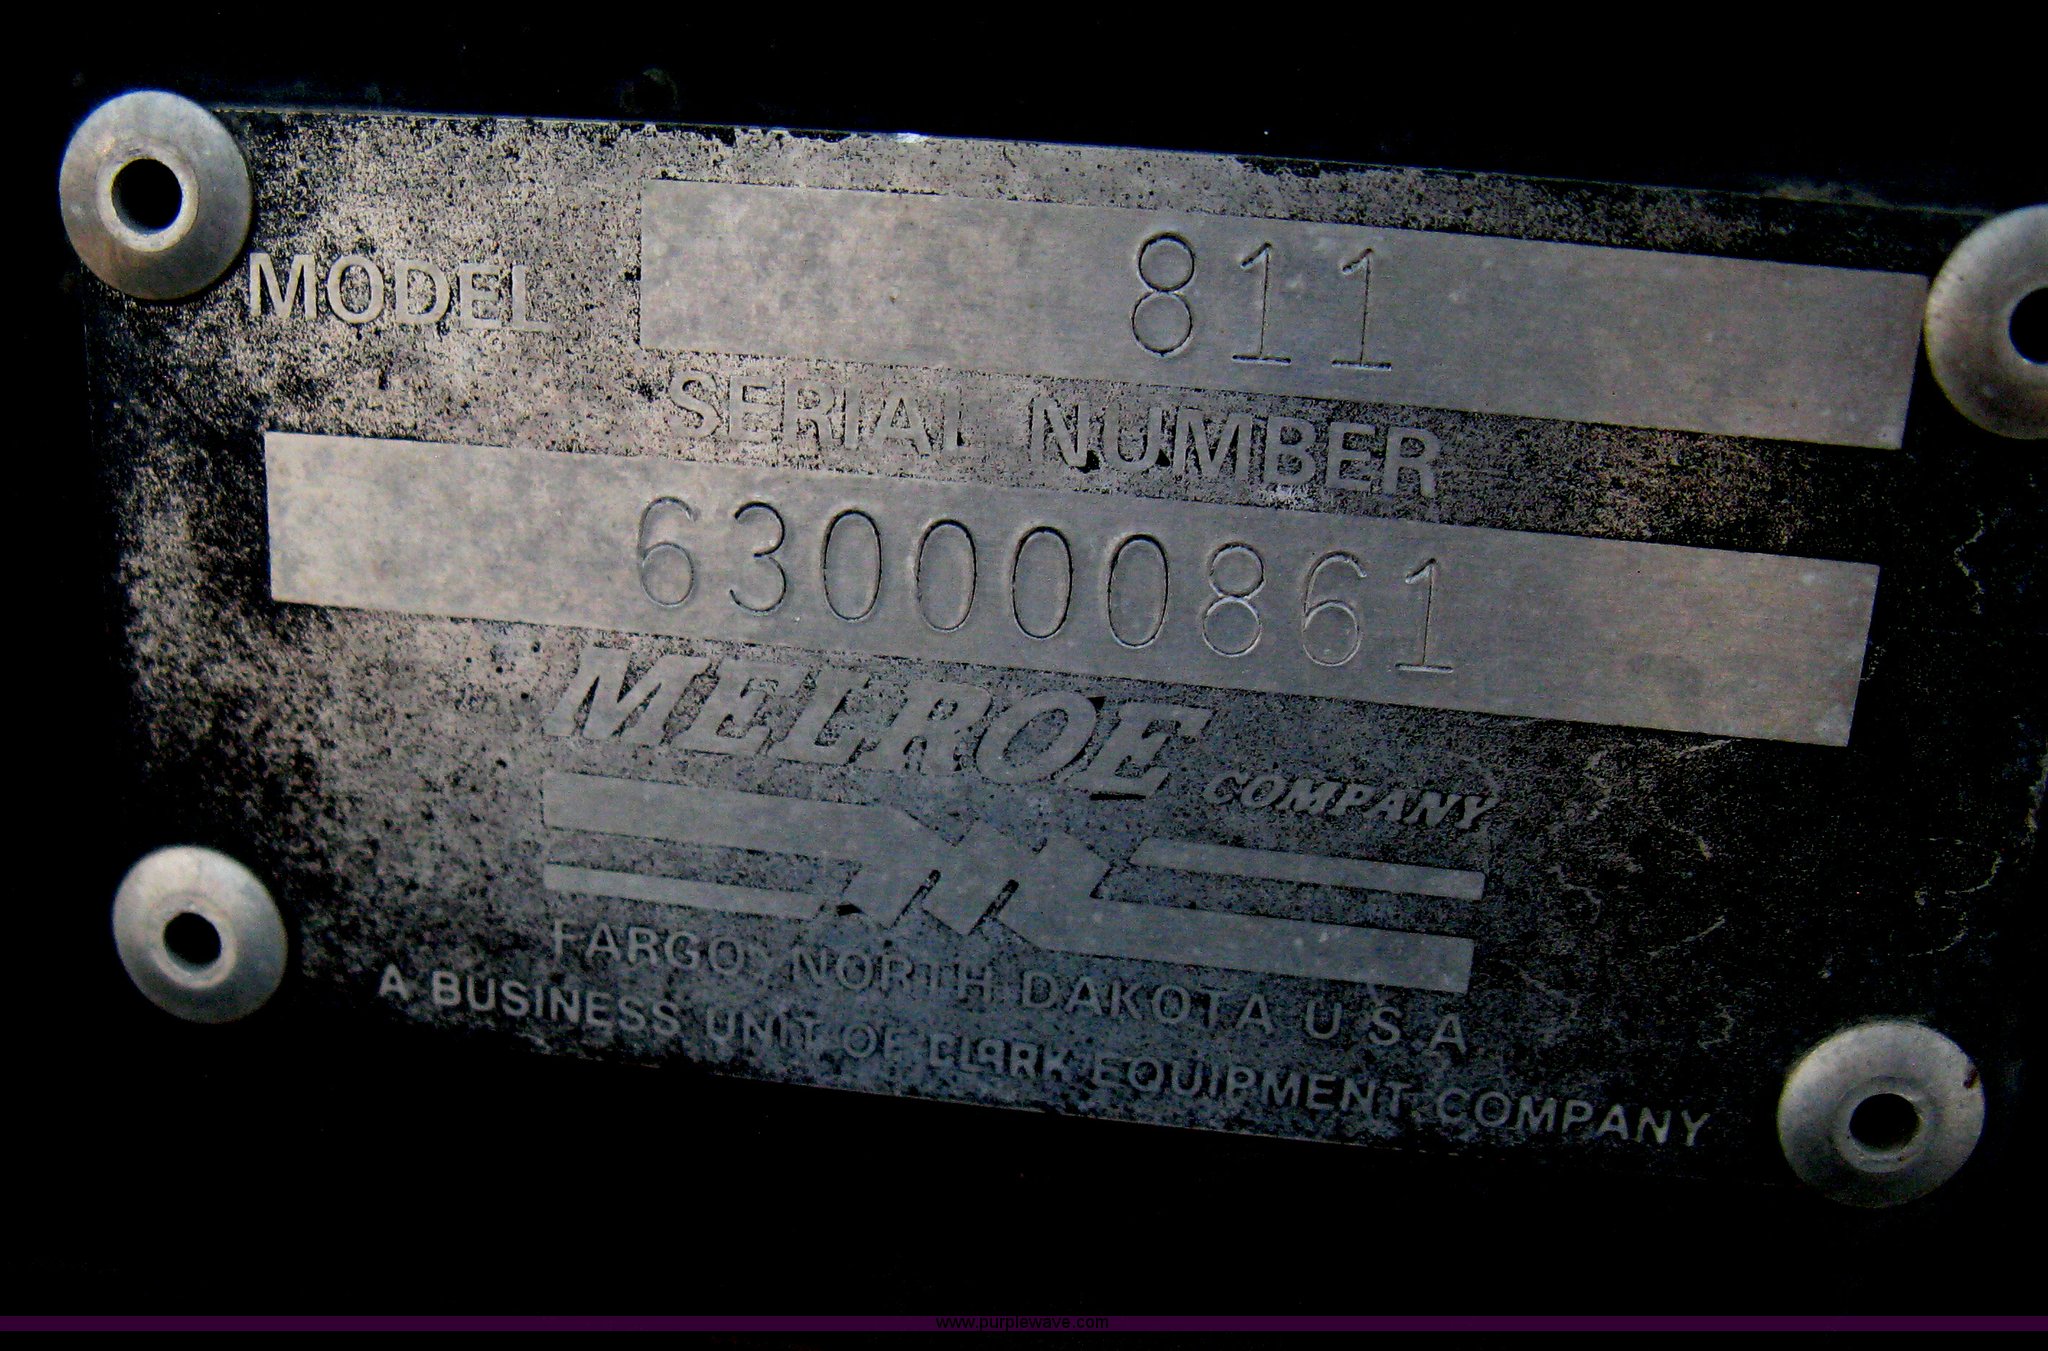 MODEL 811
SERIAL NUMBER
630000861
MELROE COMPANY
FARGO, NORTH DAKOTA U S A
A BUSINESS UNIT OF CLARK EQUIPMENT COMPANY
www.purplewave.com